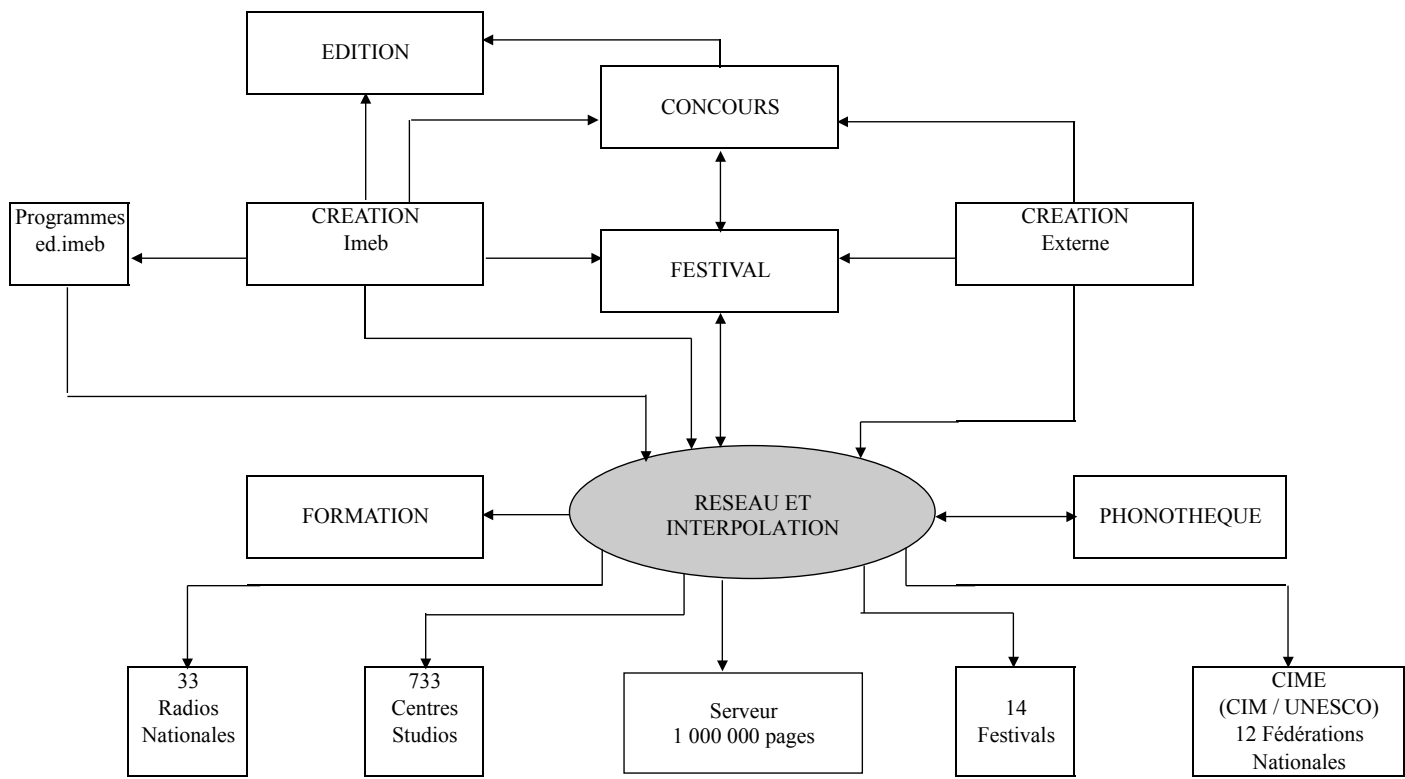 EDITION
CONCOURS
Programmes
ed.imeb
CREATION
Imeb
FESTIVAL
CREATION
Externe
FORMATION
RESEAU ET
INTERPOLATION
PHONOTHEQUE
33
Radios
Nationales
733
Centres
Studios
Serveur
1 000 000 pages
14
Festivals
CIME
(CIM / UNESCO)
12 Fédérations
Nationales